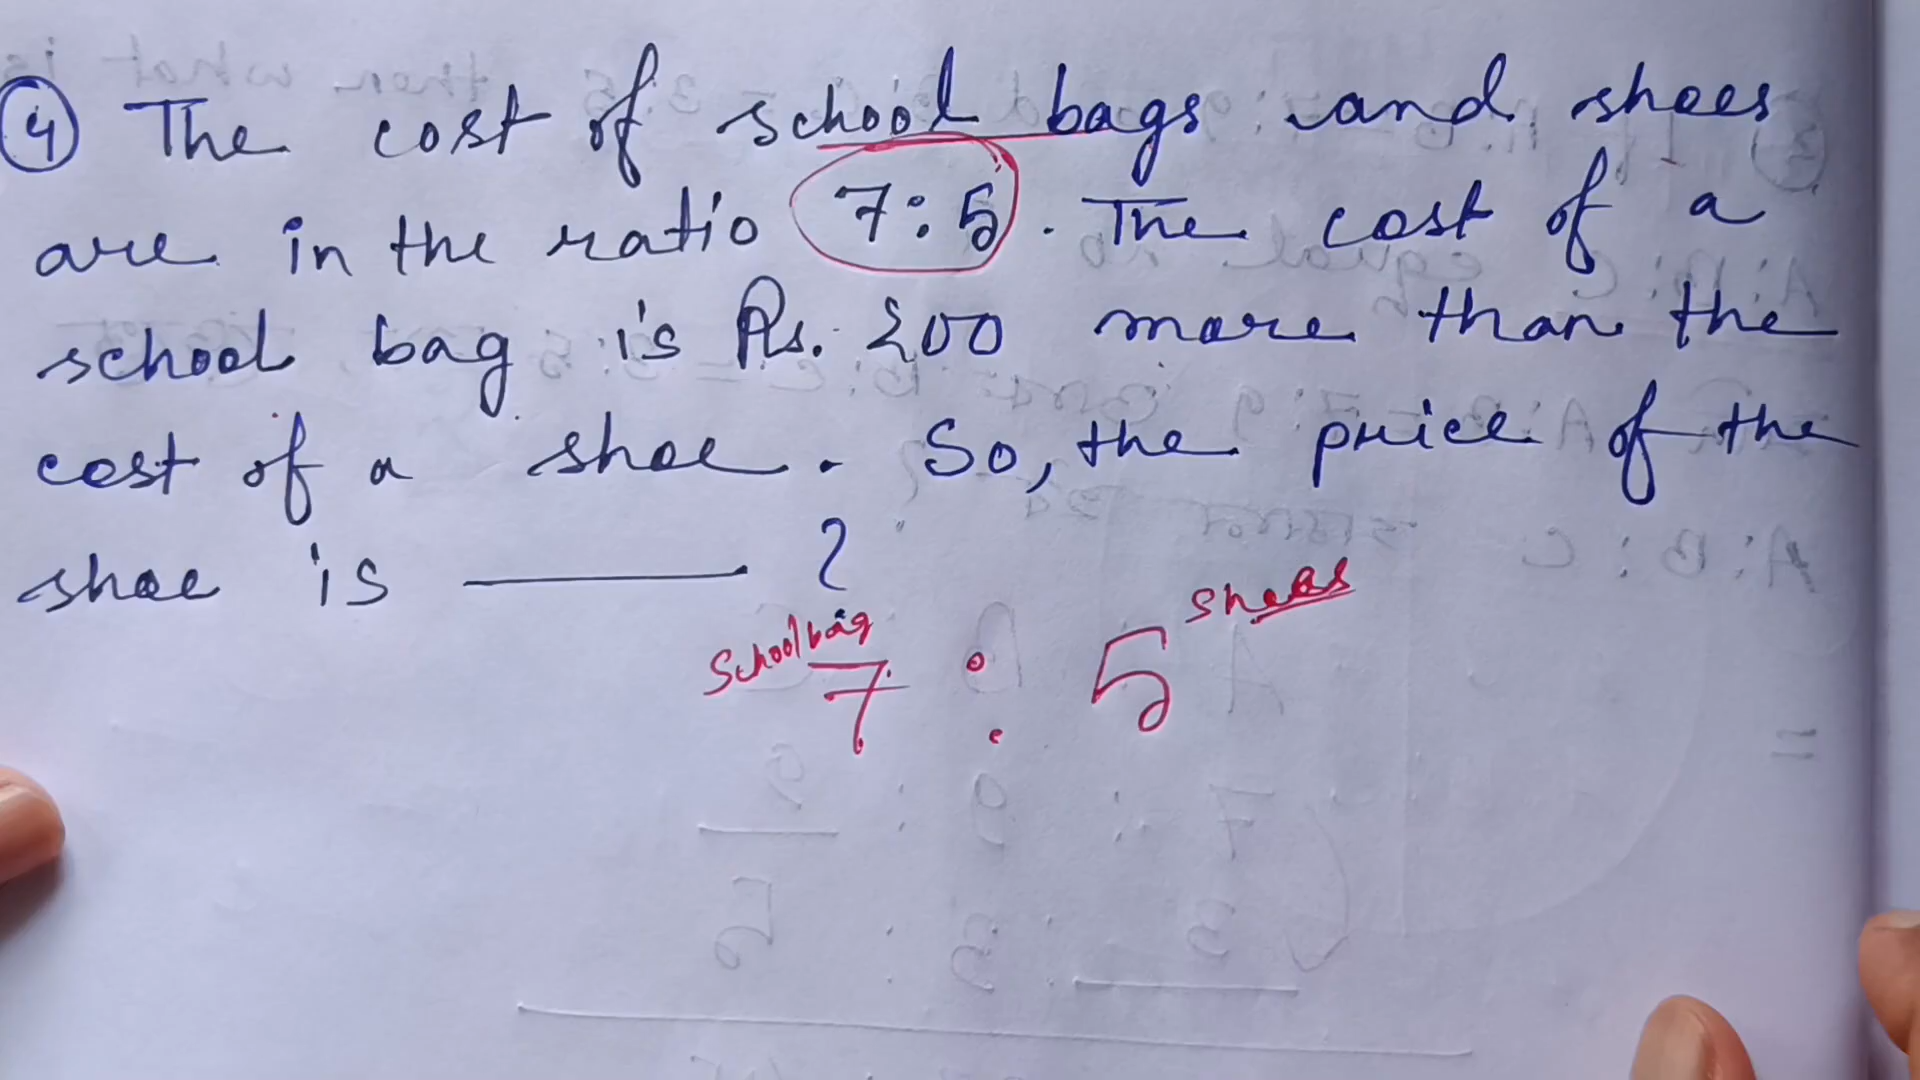 4 The cost of school bags and shoes
are in the ratio 7:5. The cost of a
school bag is Rs. 200 more than the
cost of a shoe. So, the price of the
shoe is ——— ?
School bag shoes
7 : 5